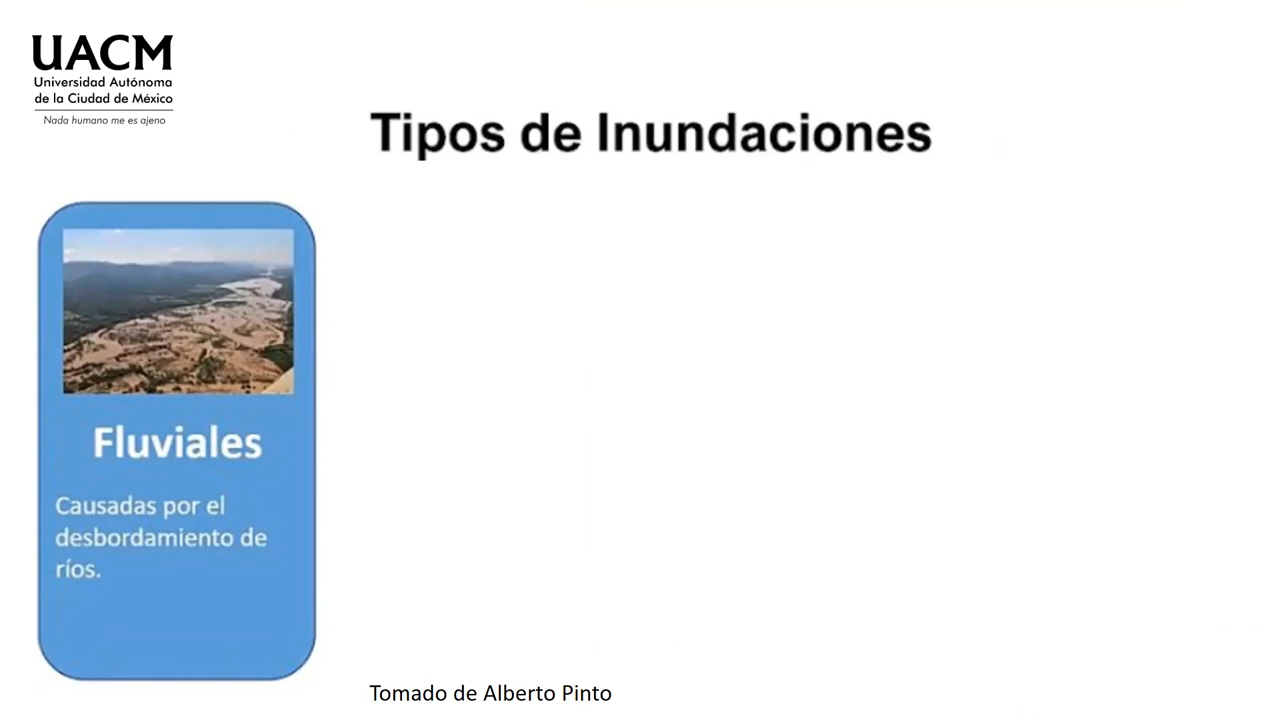 UACM
Universidad Autónoma
de la Ciudad de México
Nada humano me es ajeno
Tipos de Inundaciones
Fluviales
Causadas por el
desbordamiento de
ríos.
Tomado de Alberto Pinto